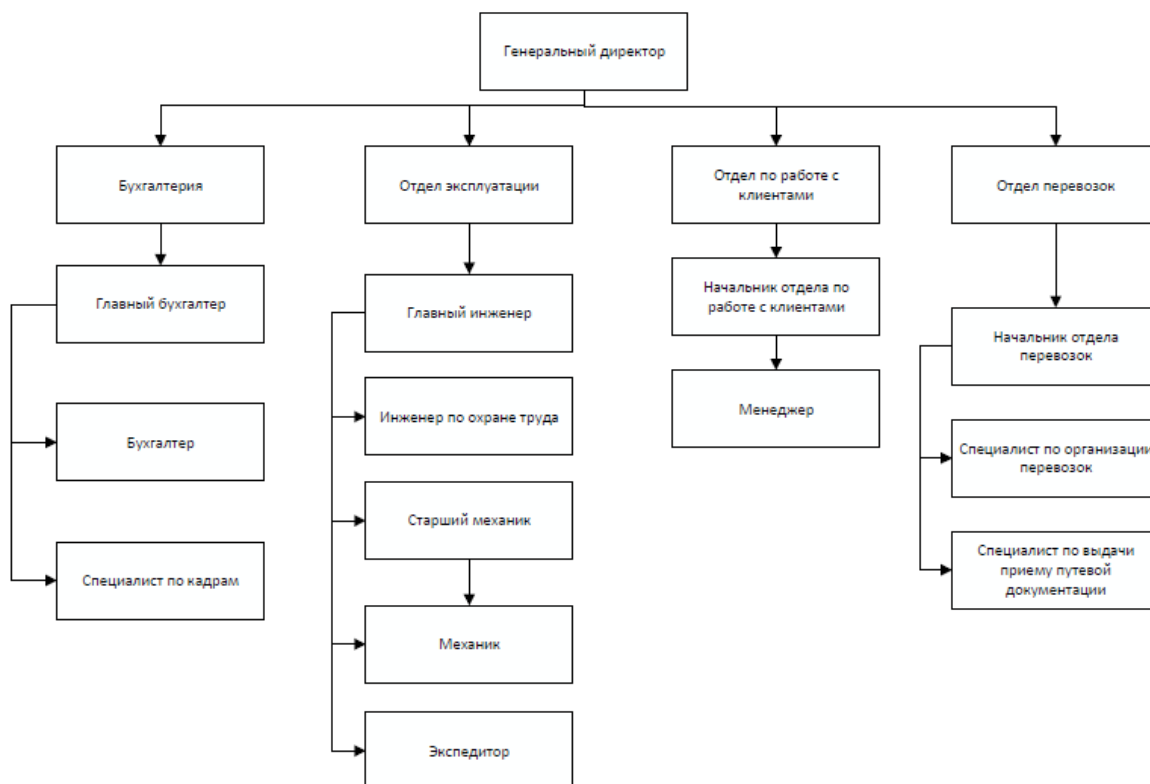 Генеральный директор
Бухгалтерия
Отдел эксплуатации
Отдел по работе с
клиентами
Отдел перевозок
Главный бухгалтер
Главный инженер
Начальник отдела по
работе с клиентами
Начальник отдела
перевозок
Бухгалтер
Инженер по охране труда
Менеджер
Специалист по организации
перевозок
Специалист по кадрам
Старший механик
Специалист по выдачи
приему путевой
документации
Механик
Экспедитор